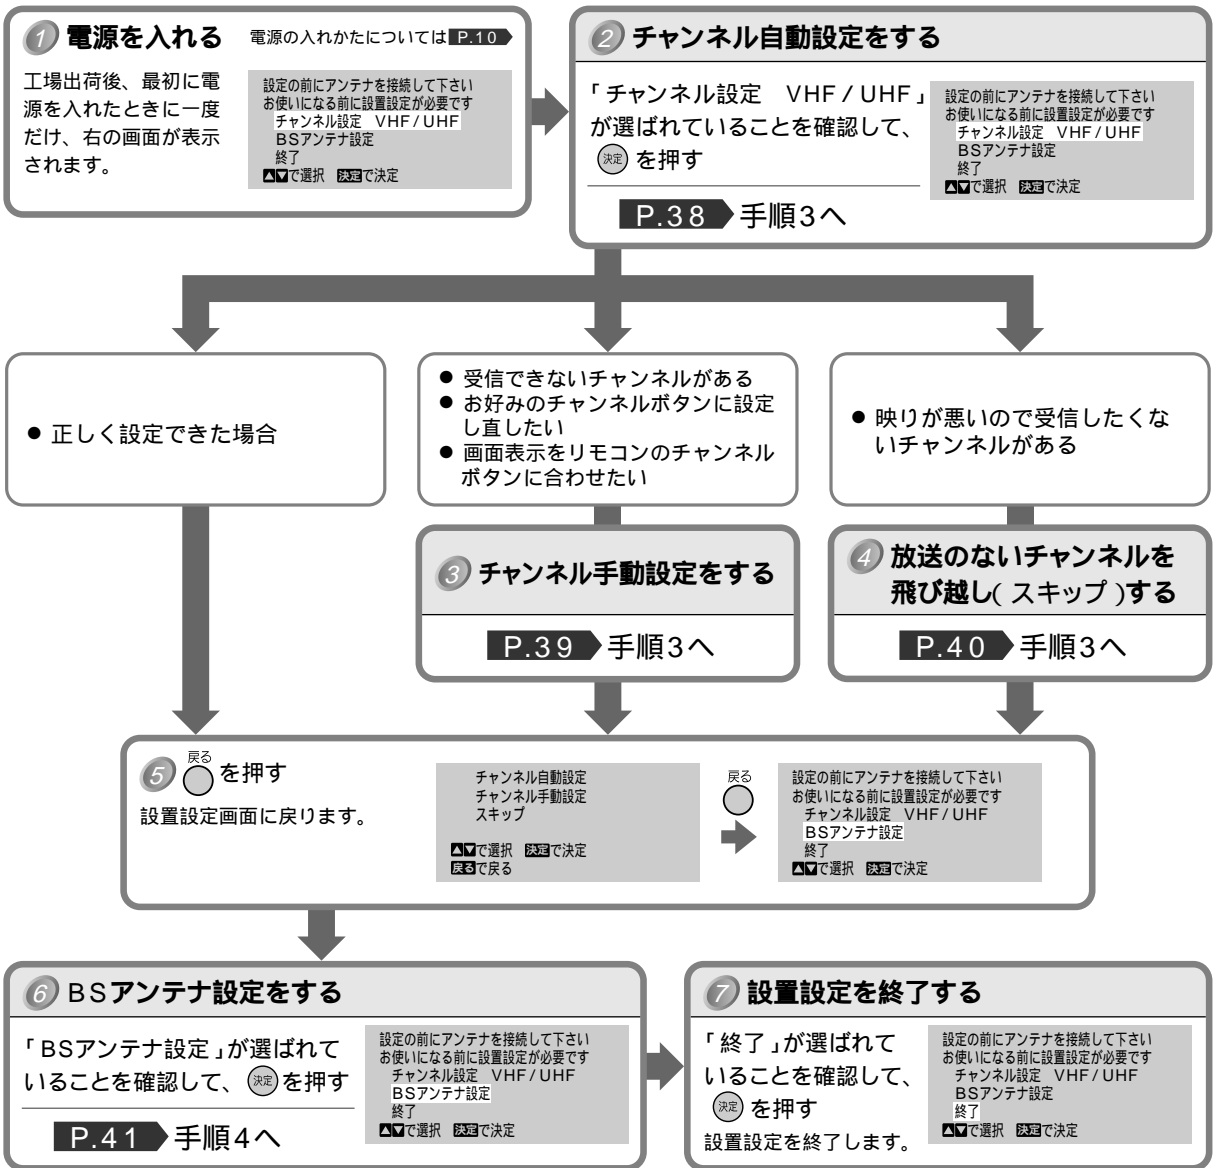 1 電源を入れる 電源の入れかたについては P.10
工場出荷後、最初に電
源を入れたときに一度
だけ、右の画面が表示
されます。
設定の前にアンテナを接続して下さい
お使いになる前に設置設定が必要です
チャンネル設定 VHF/UHF
BSアンテナ設定
終了
▲▼で選択 決定で決定
2 チャンネル自動設定をする
「チャンネル設定 VHF/UHF」
が選ばれていることを確認して、
決定 を押す
P.38 手順3へ
設定の前にアンテナを接続して下さい
お使いになる前に設置設定が必要です
チャンネル設定 VHF/UHF
BSアンテナ設定
終了
▲▼で選択 決定で決定
● 正しく設定できた場合
● 受信できないチャンネルがある
● お好みのチャンネルボタンに設定
し直したい
● 画面表示をリモコンのチャンネル
ボタンに合わせたい
● 映りが悪いので受信したくな
いチャンネルがある
3 チャンネル手動設定をする
P.39 手順3へ
4 放送のないチャンネルを
飛び越し(スキップ)する
P.40 手順3へ
戻る
5 を押す
設置設定画面に戻ります。
チャンネル自動設定
チャンネル手動設定
スキップ
▲▼で選択 決定で決定
戻るで戻る
戻る
設定の前にアンテナを接続して下さい
お使いになる前に設置設定が必要です
チャンネル設定 VHF/UHF
BSアンテナ設定
終了
▲▼で選択 決定で決定
6 BSアンテナ設定をする
「BSアンテナ設定」が選ばれて
いることを確認して、決定を押す
P.41 手順4へ
設定の前にアンテナを接続して下さい
お使いになる前に設置設定が必要です
チャンネル設定 VHF/UHF
BSアンテナ設定
終了
▲▼で選択 決定で決定
7 設置設定を終了する
「終了」が選ばれて
いることを確認して、
決定 を押す
設置設定を終了します。
設定の前にアンテナを接続して下さい
お使いになる前に設置設定が必要です
チャンネル設定 VHF/UHF
BSアンテナ設定
終了
▲▼で選択 決定で決定